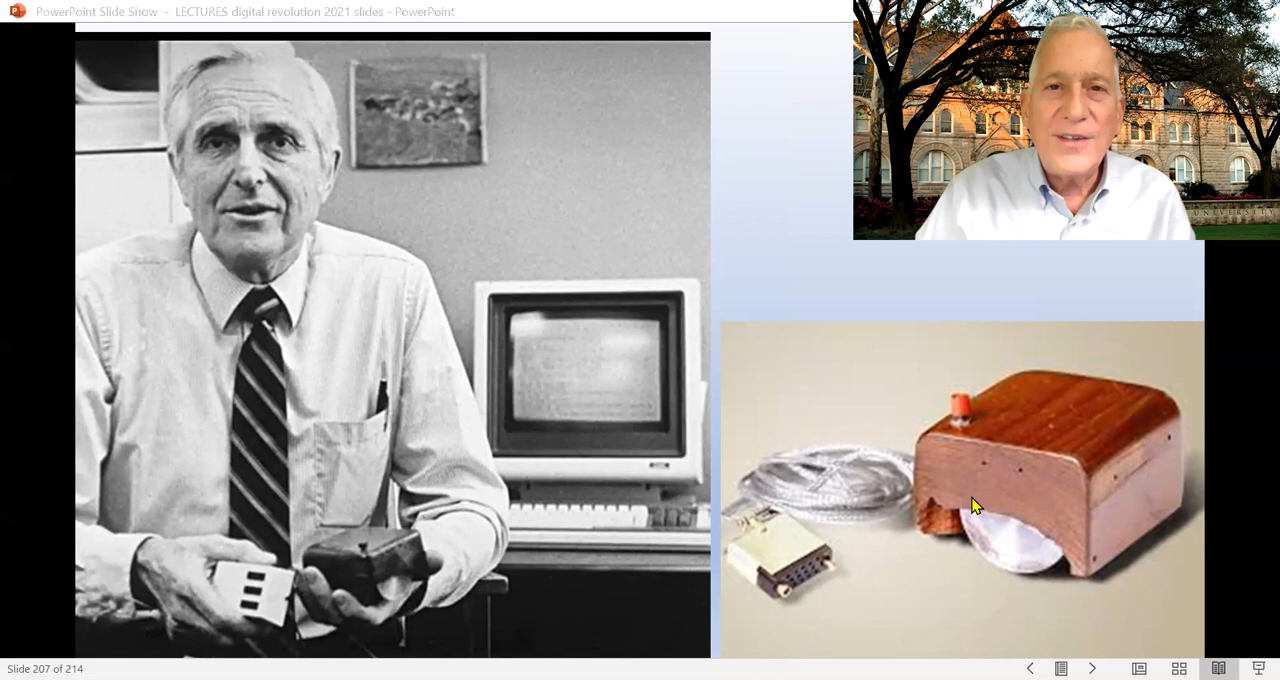 PowerPoint Slide Show - LECTURES digital revolution 2021 slides - PowerPoint
UNIVERSITY
Slide 207 of 214